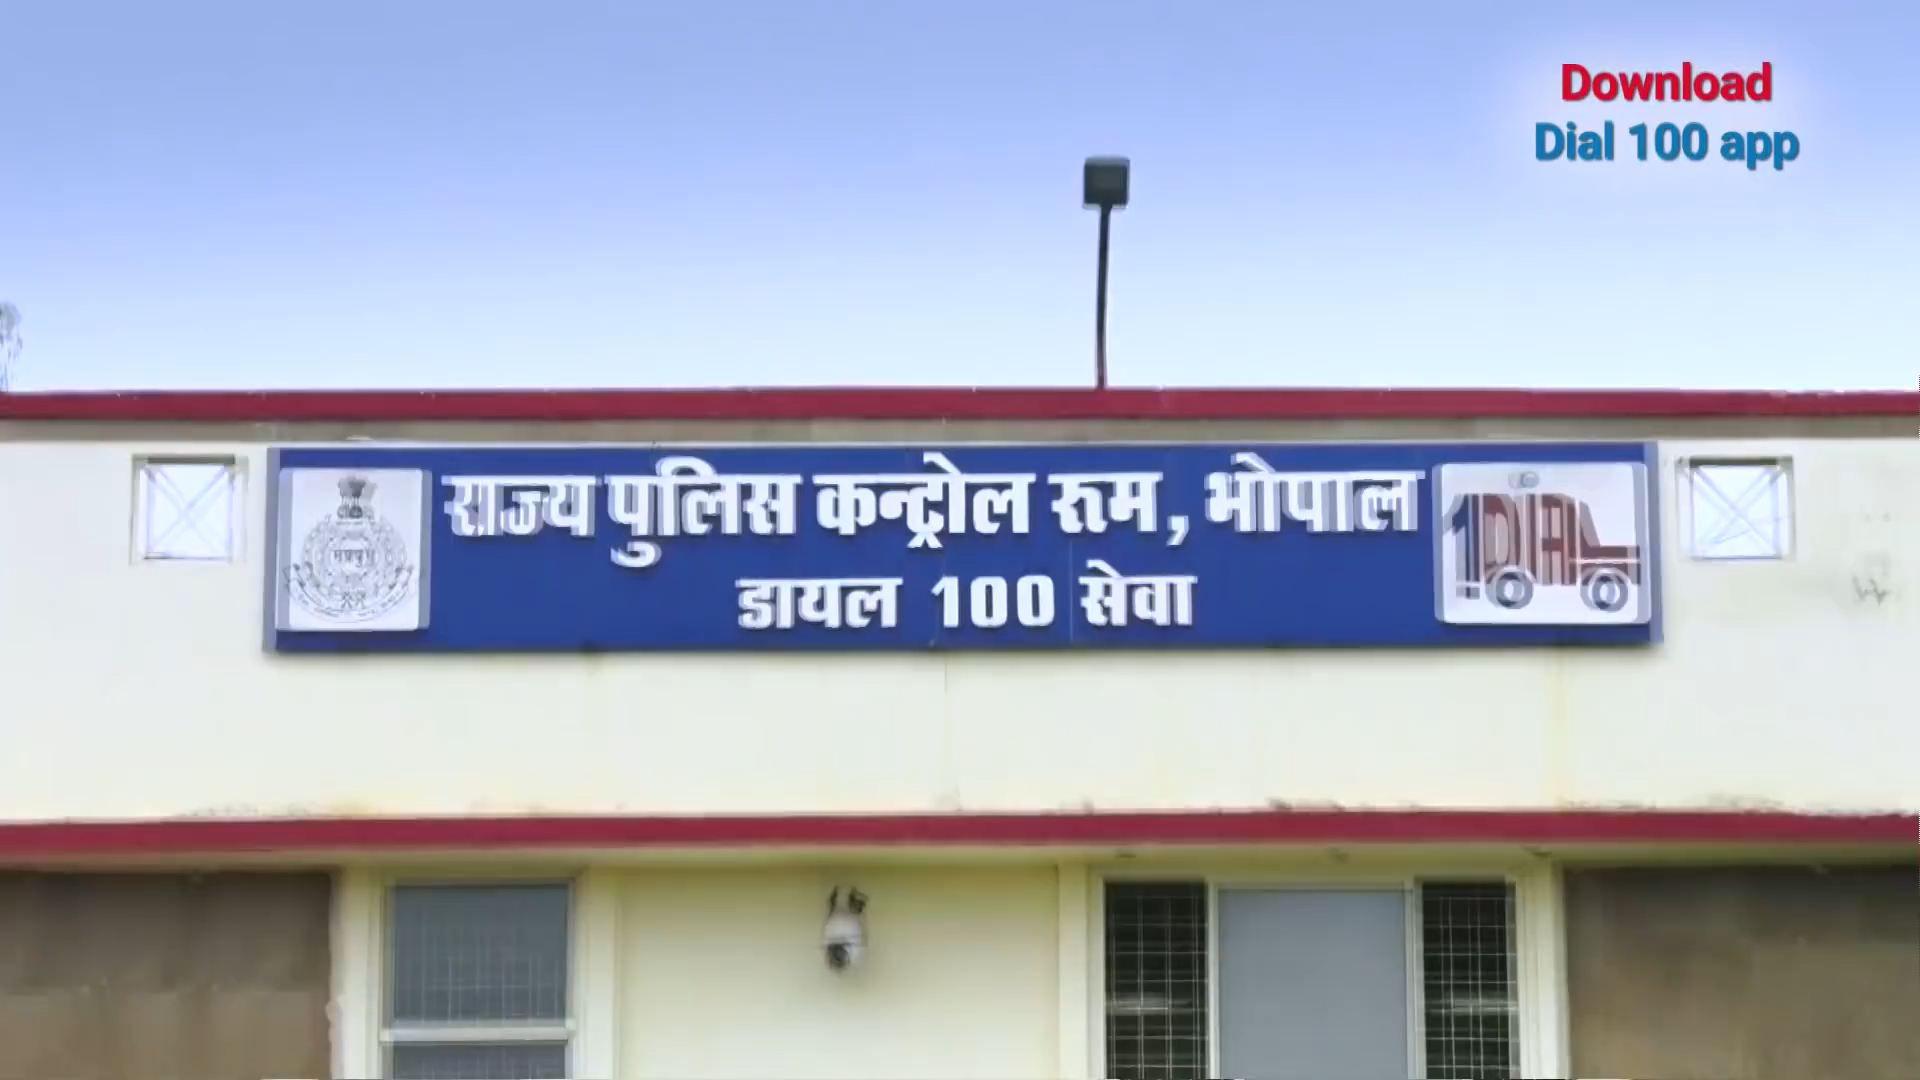 Download
Dial 100 app
राज्य पुलिस कन्ट्रोल रूम, भोपाल
डायल 100 सेवा